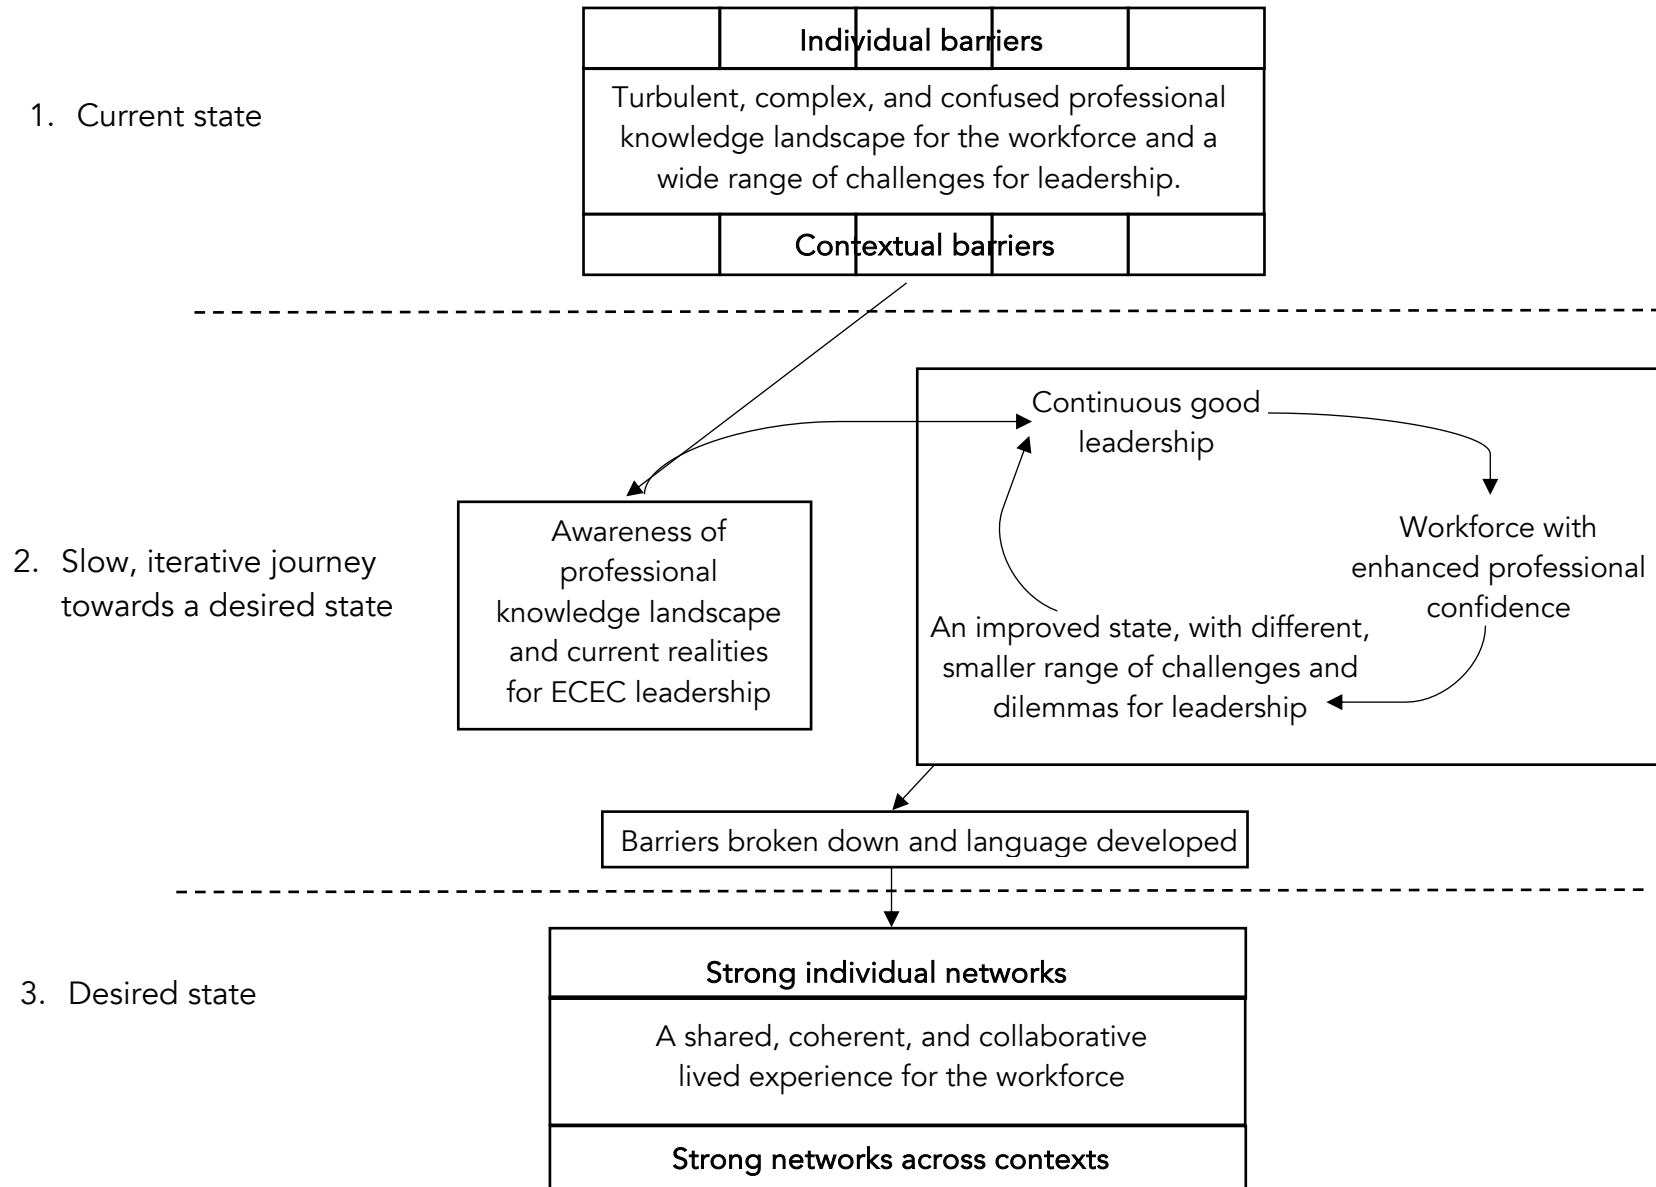 Individual barriers
1. Current state
Turbulent, complex, and confused professional
knowledge landscape for the workforce and a
wide range of challenges for leadership.
Contextual barriers
Continuous good
leadership
2. Slow, iterative journey
towards a desired state
Awareness of
professional
knowledge landscape
and current realities
for ECEC leadership
Workforce with
enhanced professional
confidence
An improved state, with different,
smaller range of challenges and
dilemmas for leadership
Barriers broken down and language developed
3. Desired state
Strong individual networks
A shared, coherent, and collaborative
lived experience for the workforce
Strong networks across contexts